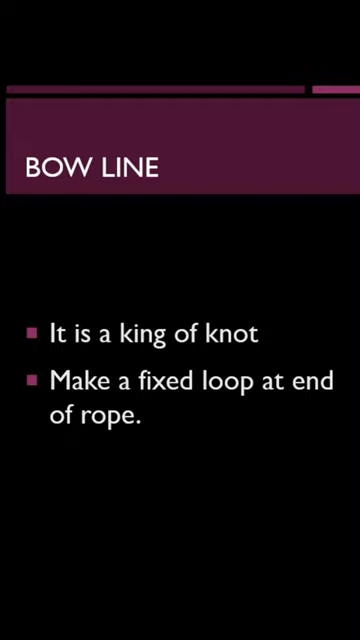 BOW LINE
It is a king of knot
Make a fixed loop at end
of rope.